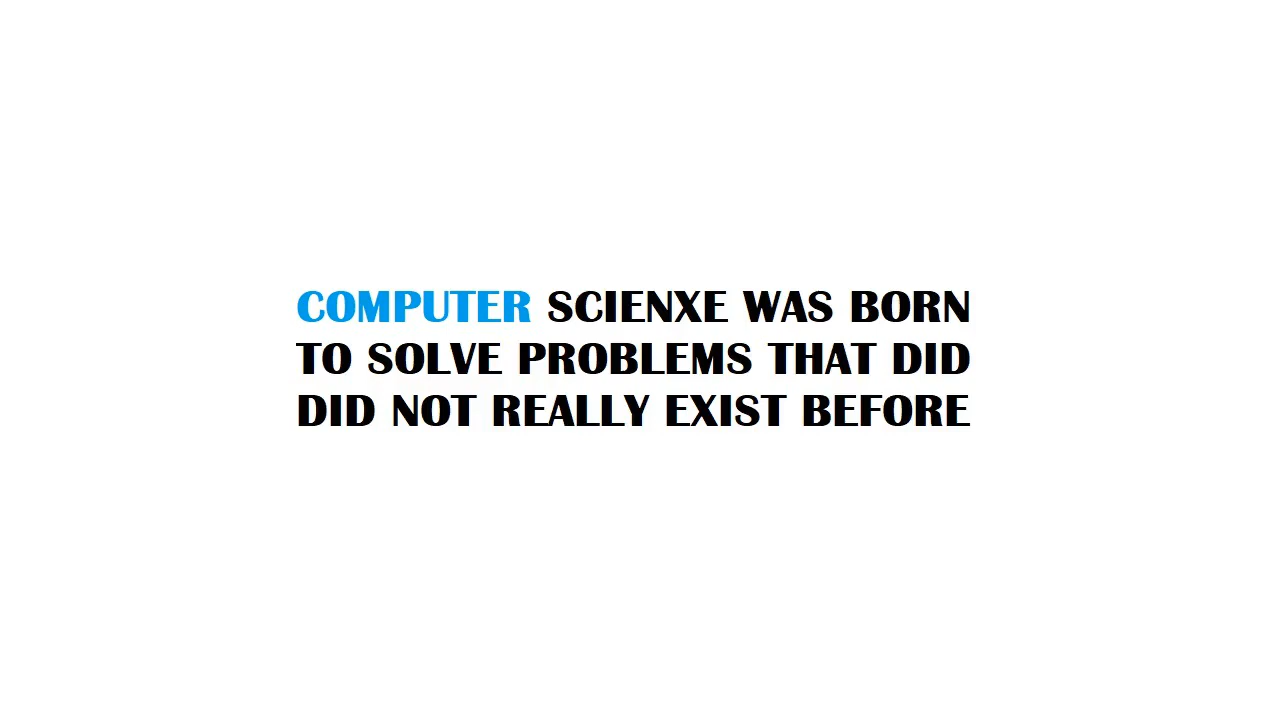 COMPUTER SCIENXE WAS BORN
TO SOLVE PROBLEMS THAT DID
DID NOT REALLY EXIST BEFORE